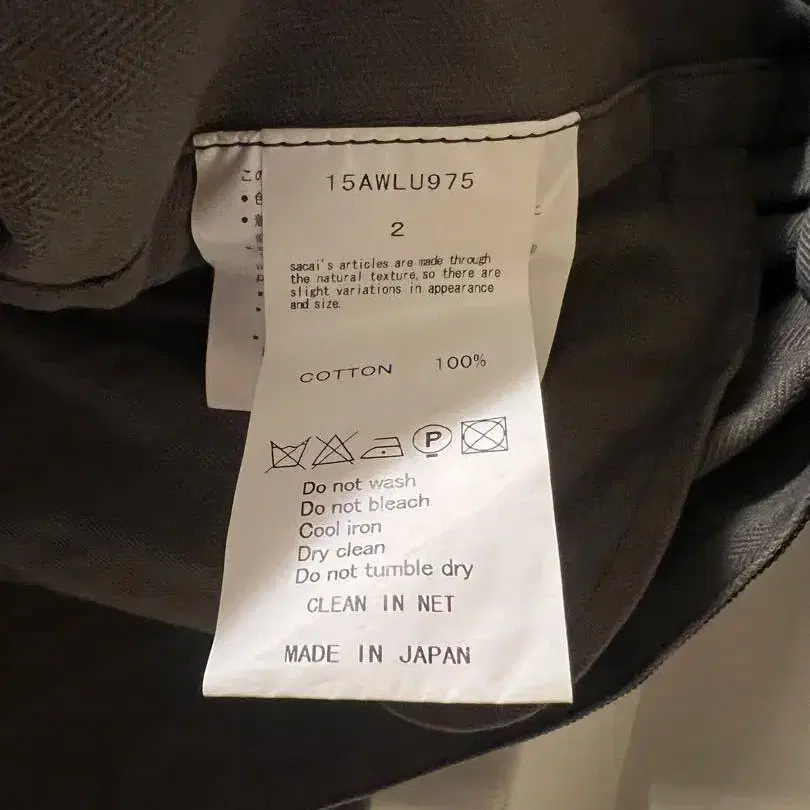 15AWLU975
2
sacai's articles are made through
the natural texture, so there are
slight variations in appearance
and size.
COTTON 100%
P
Do not wash
Do not bleach
Cool iron
Dry clean
Do not tumble dry
CLEAN IN NET
MADE IN JAPAN
この